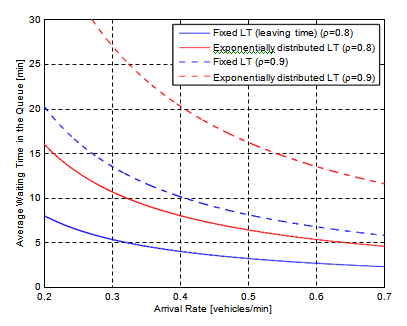 30
25
20
15
10
5
0
Average Waiting Time in the Queue [min]
Fixed LT (leaving time) (ρ=0.8)
Exponentially distributed LT (ρ=0.8)
Fixed LT (ρ=0.9)
Exponentially distributed LT (ρ=0.9)
0.2 0.3 0.4 0.5 0.6 0.7
Arrival Rate [vehicles/min]